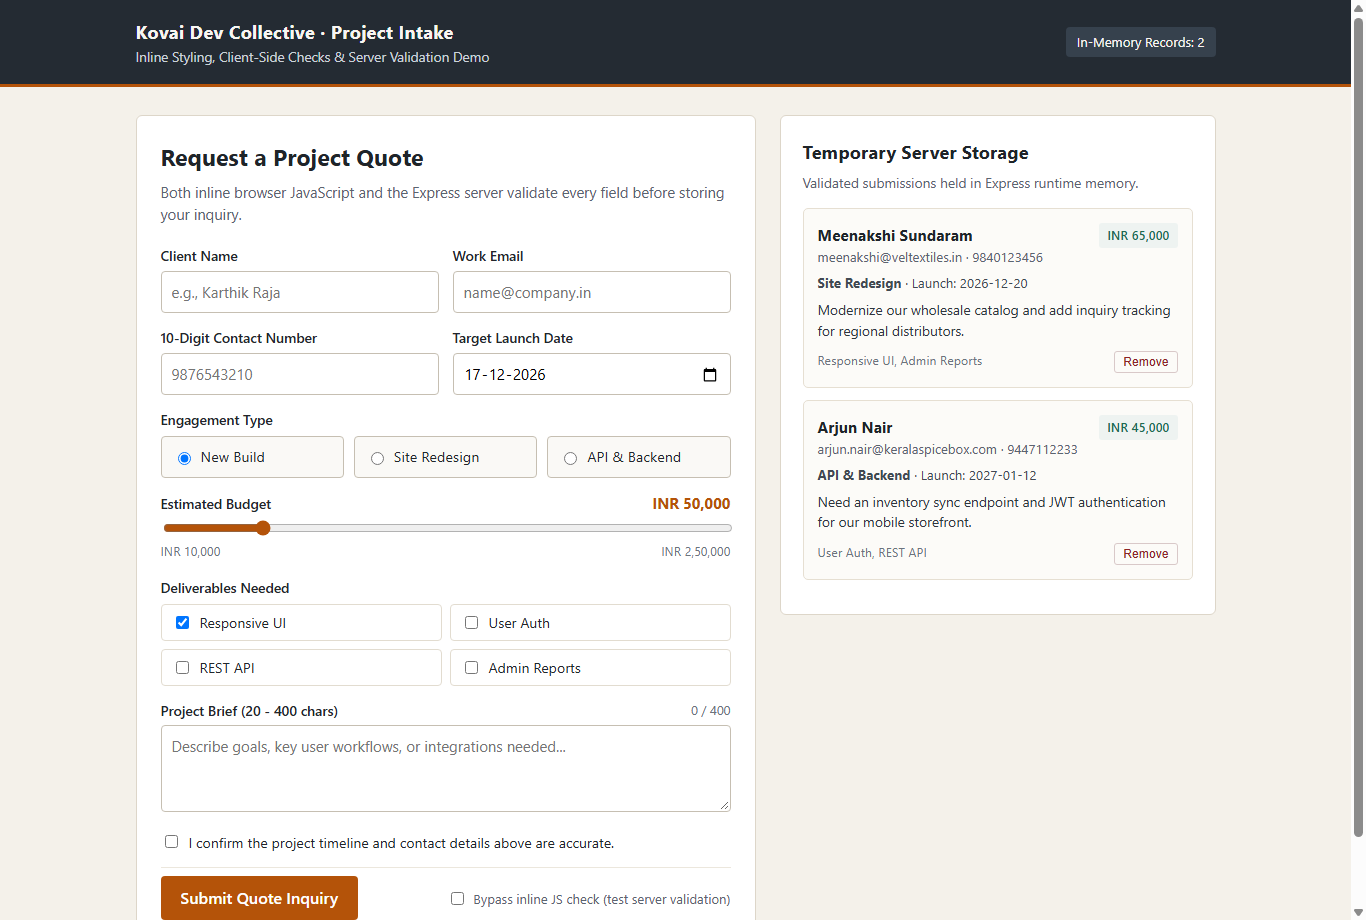 Kovai Dev Collective · Project Intake
Inline Styling, Client-Side Checks & Server Validation Demo
In-Memory Records: 2
Request a Project Quote
Both inline browser JavaScript and the Express server validate every field before storing
your inquiry.
Client Name
Work Email
e.g., Karthik Raja
name@company.in
10-Digit Contact Number
Target Launch Date
9876543210
17-12-2026
Engagement Type
New Build
Site Redesign
API & Backend
Estimated Budget
INR 50,000
INR 10,000
INR 2,50,000
Deliverables Needed
Responsive UI
User Auth
REST API
Admin Reports
Project Brief (20 - 400 chars)
0 / 400
Describe goals, key user workflows, or integrations needed...
I confirm the project timeline and contact details above are accurate.
Submit Quote Inquiry
Bypass inline JS check (test server validation)
Temporary Server Storage
Validated submissions held in Express runtime memory.
Meenakshi Sundaram
INR 65,000
meenakshi@veltextiles.in · 9840123456
Site Redesign · Launch: 2026-12-20
Modernize our wholesale catalog and add inquiry tracking
for regional distributors.
Responsive UI, Admin Reports
Remove
Arjun Nair
INR 45,000
arjun.nair@keralaspicebox.com · 9447112233
API & Backend · Launch: 2027-01-12
Need an inventory sync endpoint and JWT authentication
for our mobile storefront.
User Auth, REST API
Remove